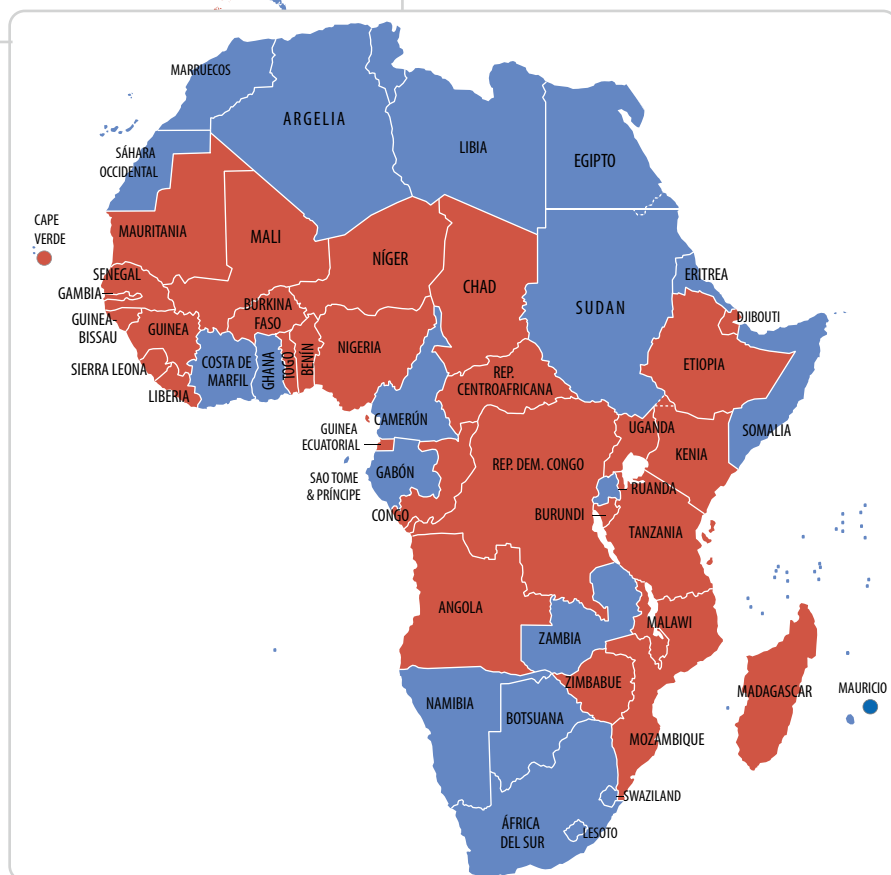 MARRUECOS
ARGELIA
LIBIA
EGIPTO
SÁHARA
OCCIDENTAL
CAPE
VERDE
MAURITANIA
MALI
NÍGER
CHAD
SUDAN
ERITREA
SENEGAL
GAMBIA
GUINEA-
BISSAU
GUINEA
BURKINA
FASO
DJIBOUTI
SIERRA LEONA
LIBERIA
COSTA DE
MARFIL
GHANA
TOGO
BENÍN
NIGERIA
REP.
CENTROAFRICANA
ETIOPIA
SOMALIA
CAMERÚN
GUINEA
ECUATORIAL
UGANDA
KENIA
SAO TOME
& PRÍNCIPE
GABÓN
REP. DEM. CONGO
RUANDA
CONGO
BURUNDI
TANZANIA
ANGOLA
MALAWI
ZAMBIA
ZIMBABUE
MADAGASCAR
MAURICIO
NAMIBIA
BOTSUANA
MOZAMBIQUE
SWAZILAND
ÁFRICA
DEL SUR
LESOTO